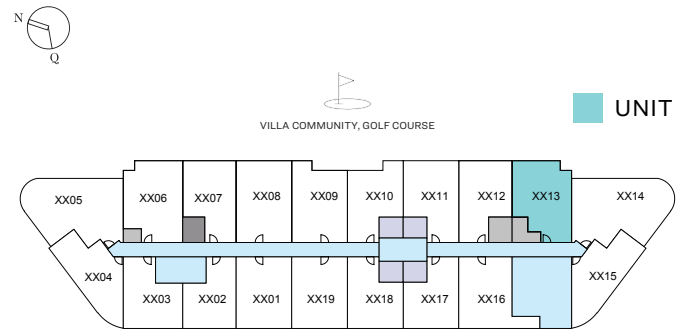 N
Q
VILLA COMMUNITY, GOLF COURSE
UNIT
XX05
XX06
XX07
XX08
XX09
XX10
XX11
XX12
XX13
XX14
XX04
XX03
XX02
XX01
XX19
XX18
XX17
XX16
XX15